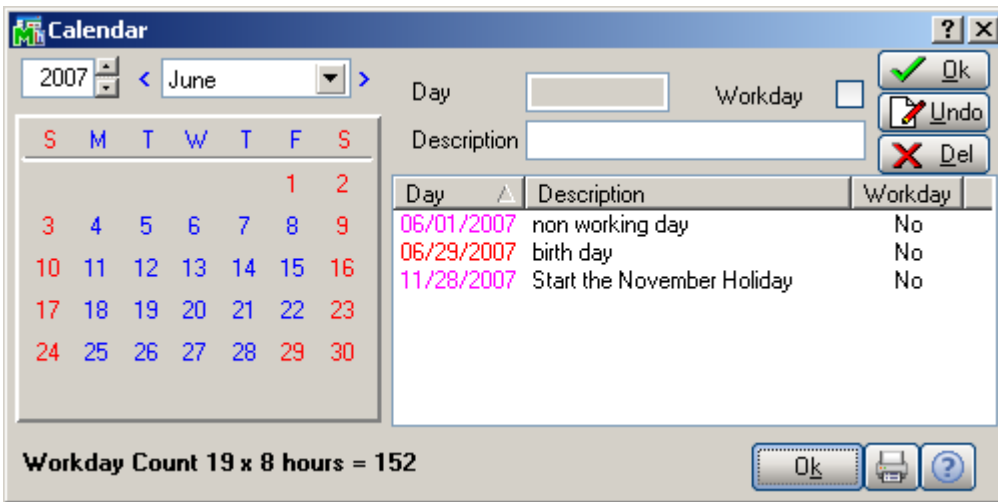 Calendar
2007 < June >
S M T W T F S
1 2
3 4 5 6 7 8 9
10 11 12 13 14 15 16
17 18 19 20 21 22 23
24 25 26 27 28 29 30
Day Workday
Description
Ok
Undo
Del
Day Description Workday
06/01/2007 non working day No
06/29/2007 birth day No
11/28/2007 Start the November Holiday No
Workday Count 19 x 8 hours = 152
Ok